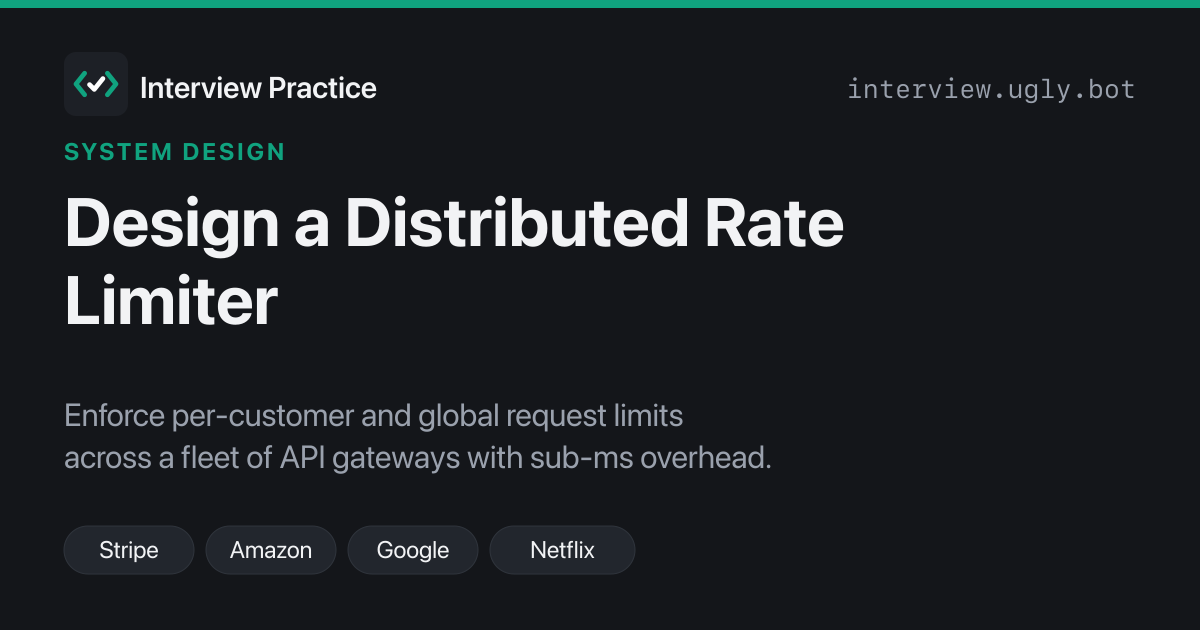 Interview Practice
interview.ugly.bot
SYSTEM DESIGN
Design a Distributed Rate
Limiter
Enforce per-customer and global request limits
across a fleet of API gateways with sub-ms overhead.
Stripe
Amazon
Google
Netflix